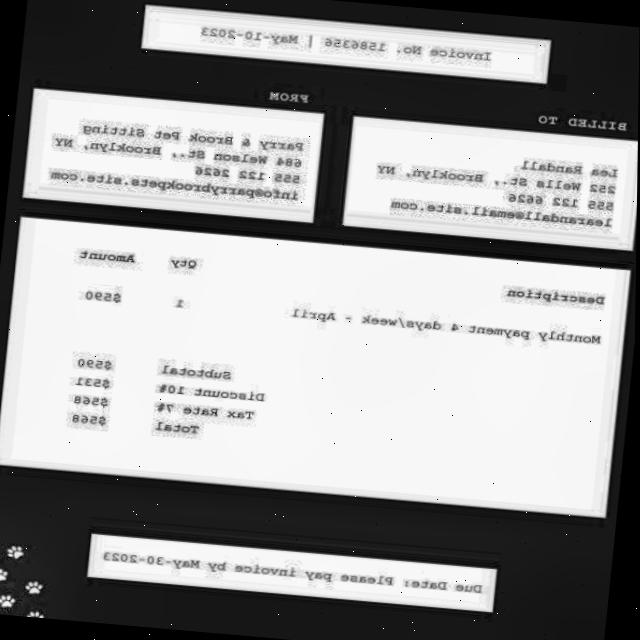 Invoice No. 1586356 | May-10-2023
BILLED TO
Lea Randall
252 Wells St., Brooklyn, NY
555 122 6626
learandall@email.site.com
FROM
Parry & Brook Pet Sitting
684 Welson St., Brooklyn, NY
555 122 2626
info@parrybrookpets.site.com
Description Qty Amount
Monthly payment 4 days/week - April 1 $590
Subtotal $590
Discount 10% $531
Tax Rate 7% $568
Total $568
Due Date: Please pay invoice by May-30-2023